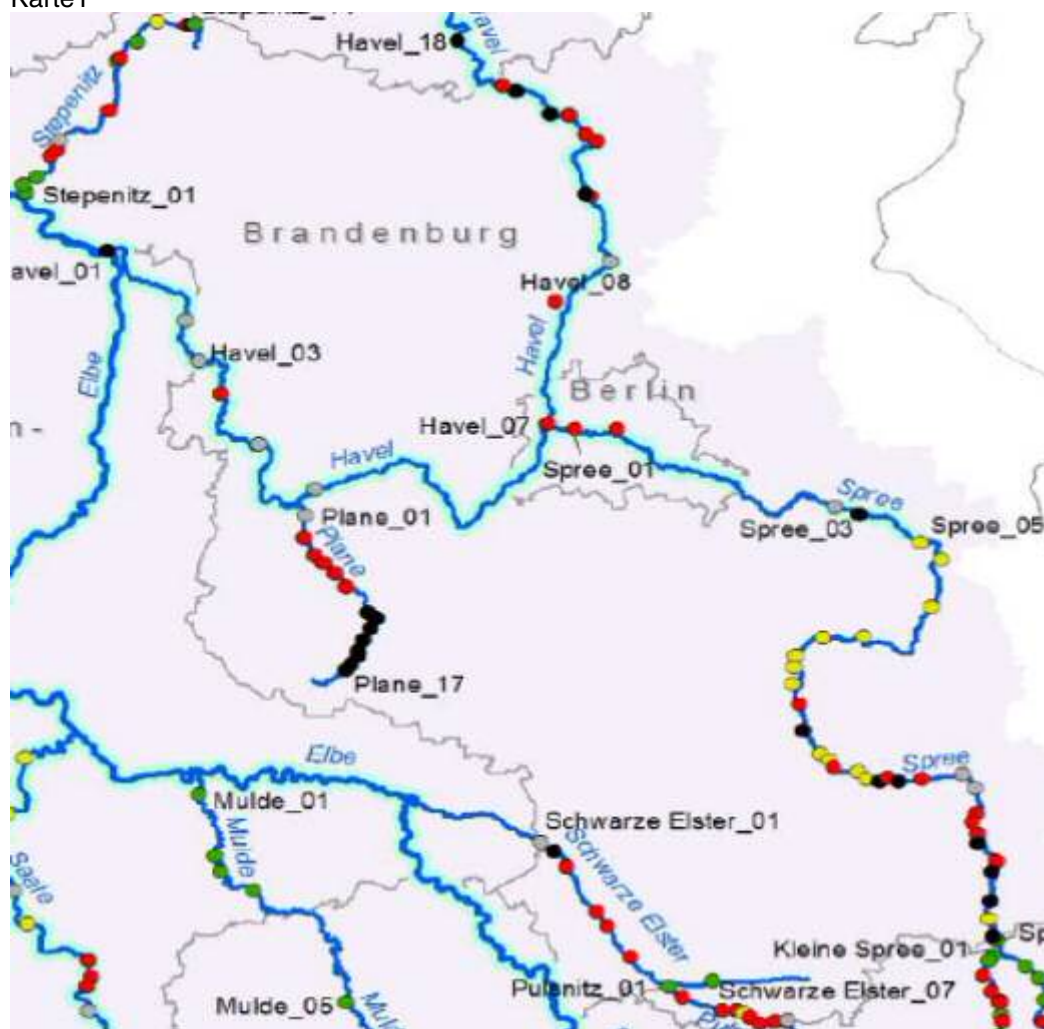 Karte1
Havel_18
Havel
Stepenitz
Stepenitz_01
Brandenburg
avel_01
Havel_08
Elbe
Havel_03
Havel
Berlin
n-
Havel_07
Havel
Spree_01
Spree
Plane_01
Spree_03
Spree_05
Plane
Plane_17
Elbe
Spree
Mulde_01
Schwarze Elster_01
Mulde
Schwarze Elster
Saale
Kleine Spree_01
Sp
Pulsnitz_01
Schwarze Elster_07
Mulde_05